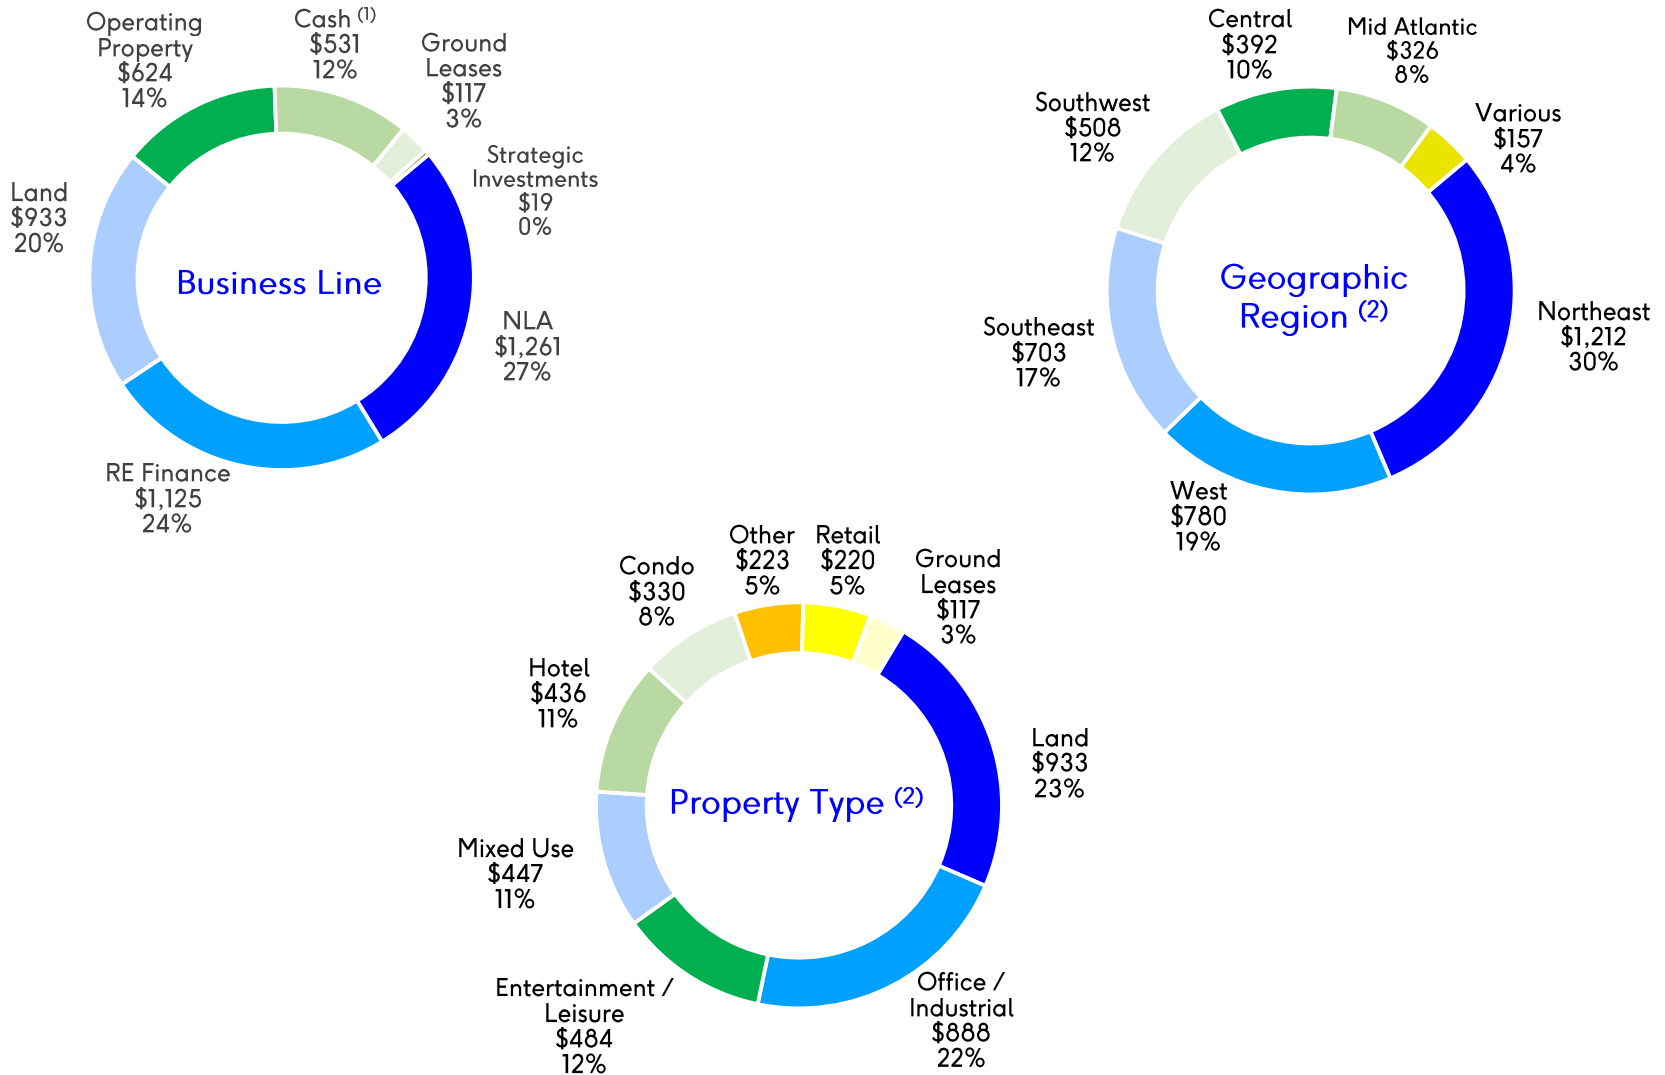 Operating
Property
$624
14%
Cash (1)
$531
12%
Ground
Leases
$117
3%
Strategic
Investments
$19
0%
Land
$933
20%
Business Line
NLA
$1,261
27%
RE Finance
$1,125
24%
Central
$392
10%
Mid Atlantic
$326
8%
Various
$157
4%
Southwest
$508
12%
Geographic
Region (2)
Northeast
$1,212
30%
Southeast
$703
17%
West
$780
19%
Other
$223
5%
Retail
$220
5%
Ground
Leases
$117
3%
Condo
$330
8%
Hotel
$436
11%
Land
$933
23%
Property Type (2)
Mixed Use
$447
11%
Entertainment /
Leisure
$484
12%
Office /
Industrial
$888
22%